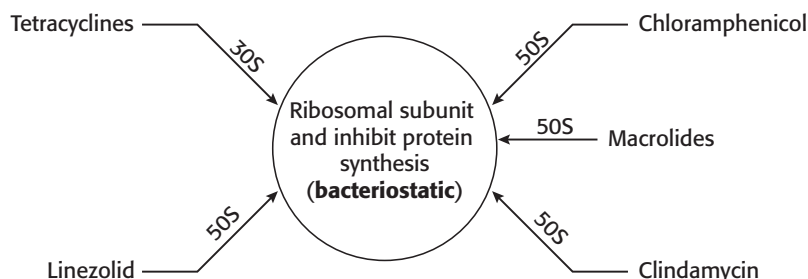 Tetracyclines
Chloramphenicol
30S
50S
Ribosomal subunit
and inhibit protein
synthesis
(bacteriostatic)
50S
Macrolides
50S
50S
Linezolid
Clindamycin